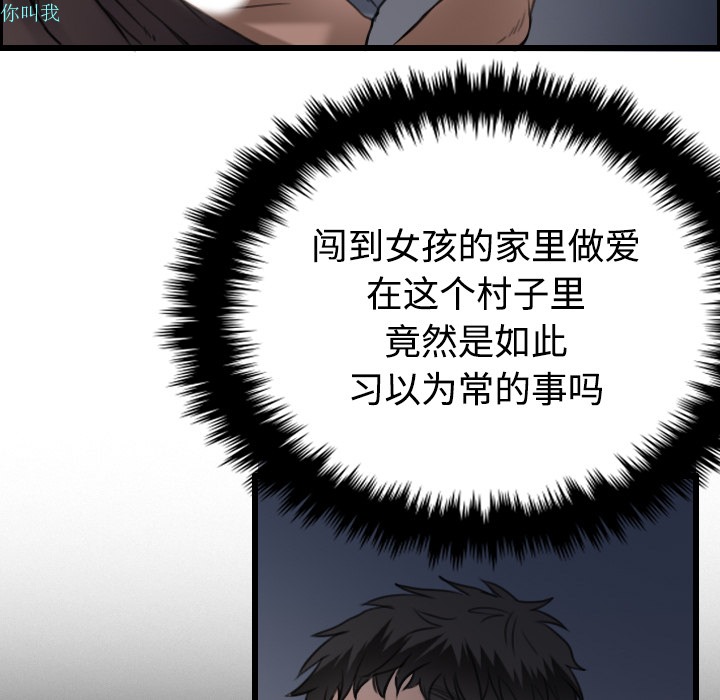 你叫我
闯到女孩的家里做爱
在这个村子里
竟然是如此
习以为常的事吗